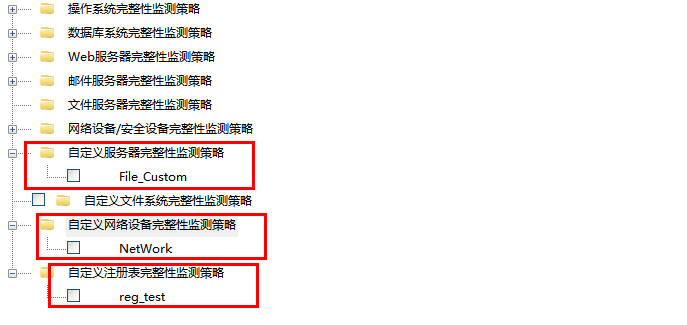 操作系统完整性监测策略
数据库系统完整性监测策略
Web服务器完整性监测策略
邮件服务器完整性监测策略
文件服务器完整性监测策略
网络设备/安全设备完整性监测策略
自定义服务器完整性监测策略
File_Custom
自定义文件系统完整性监测策略
自定义网络设备完整性监测策略
NetWork
自定义注册表完整性监测策略
reg_test